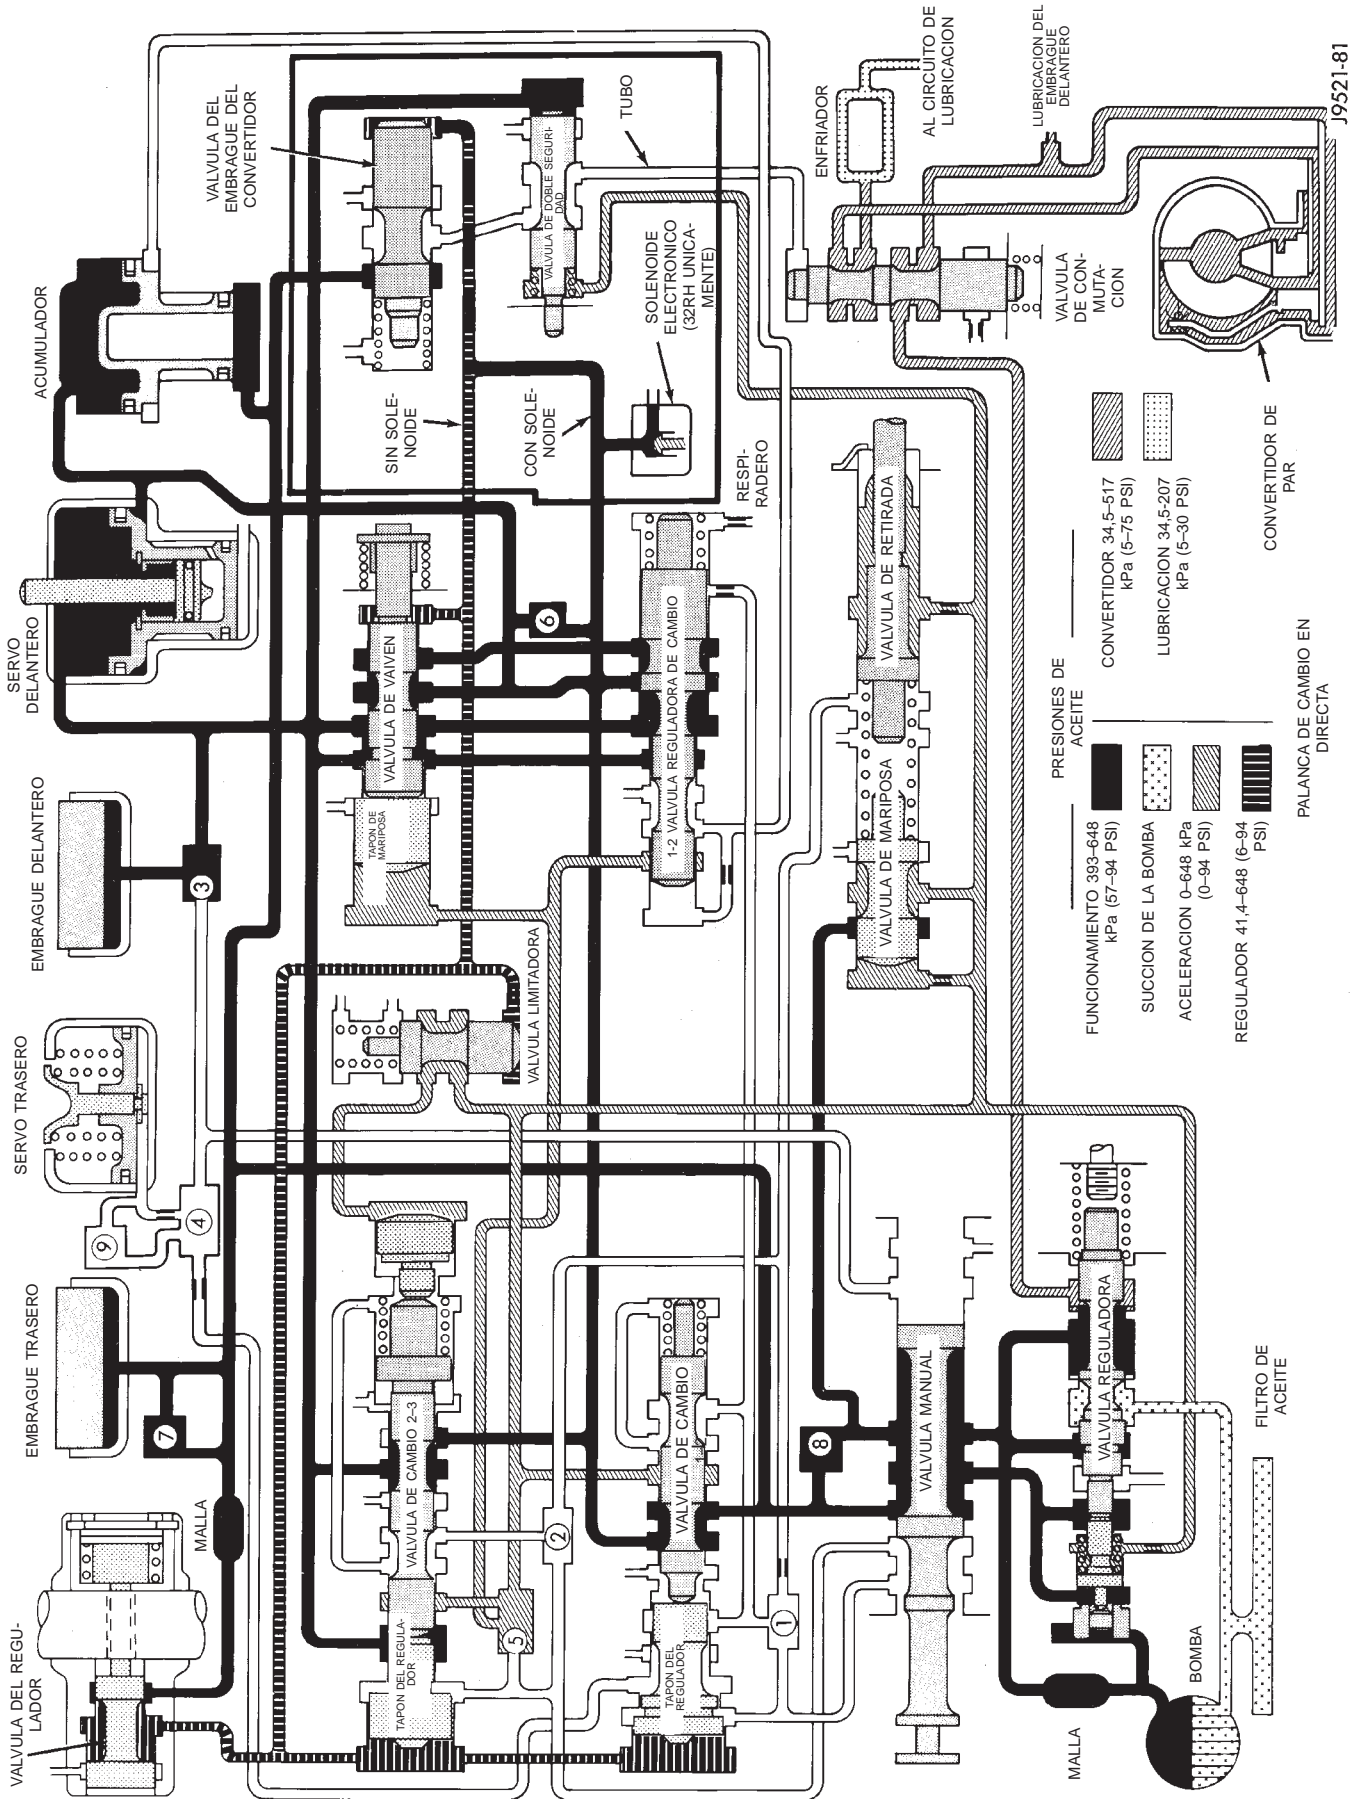 VALVULA DEL REGU-
LADOR
EMBRAGUE TRASERO
SERVO TRASERO
EMBRAGUE DELANTERO
SERVO
DELANTERO
ACUMULADOR
VALVULA DEL
EMBRAGUE DEL
CONVERTIDOR
MALLA
7
9
4
3
SIN SOLE-
NOIDE
CON SOLE-
NOIDE
VALVULA DE DOBLE SEGURI-
DAD
TUBO
SOLENOIDE
ELECTRONICO
(32RH UNICA-
MENTE)
ENFRIADOR
AL CIRCUITO DE
LUBRICACION
LUBRICACION DEL
EMBRAGUE
DELANTERO
TAPON DE
MARIPOSA
VALVULA DE VAIVEN
6
VALVULA LIMITADORA
1-2 VALVULA REGULADORA DE CAMBIO
RESPI-
RADERO
TAPON DEL REGULA-
DOR
VALVULA DE CAMBIO 2-3
5
2
TAPON DEL
REGULADOR
VALVULA DE CAMBIO
1
8
VALVULA MANUAL
VALVULA DE MARIPOSA
VALVULA DE RETIRADA
VALVULA
DE CON-
MUTA-
CION
VALVULA REGULADORA
MALLA
BOMBA
FILTRO DE
ACEITE
PRESIONES DE
ACEITE
FUNCIONAMIENTO 393–648
kPa (57–94 PSI)
SUCCION DE LA BOMBA
ACELERACION 0–648 kPa
(0–94 PSI)
REGULADOR 41,4–648 (6–94
PSI)
CONVERTIDOR 34,5–517
kPa (5–75 PSI)
LUBRICACION 34,5-207
kPa (5–30 PSI)
PALANCA DE CAMBIO EN
DIRECTA
CONVERTIDOR DE
PAR
J9521-81